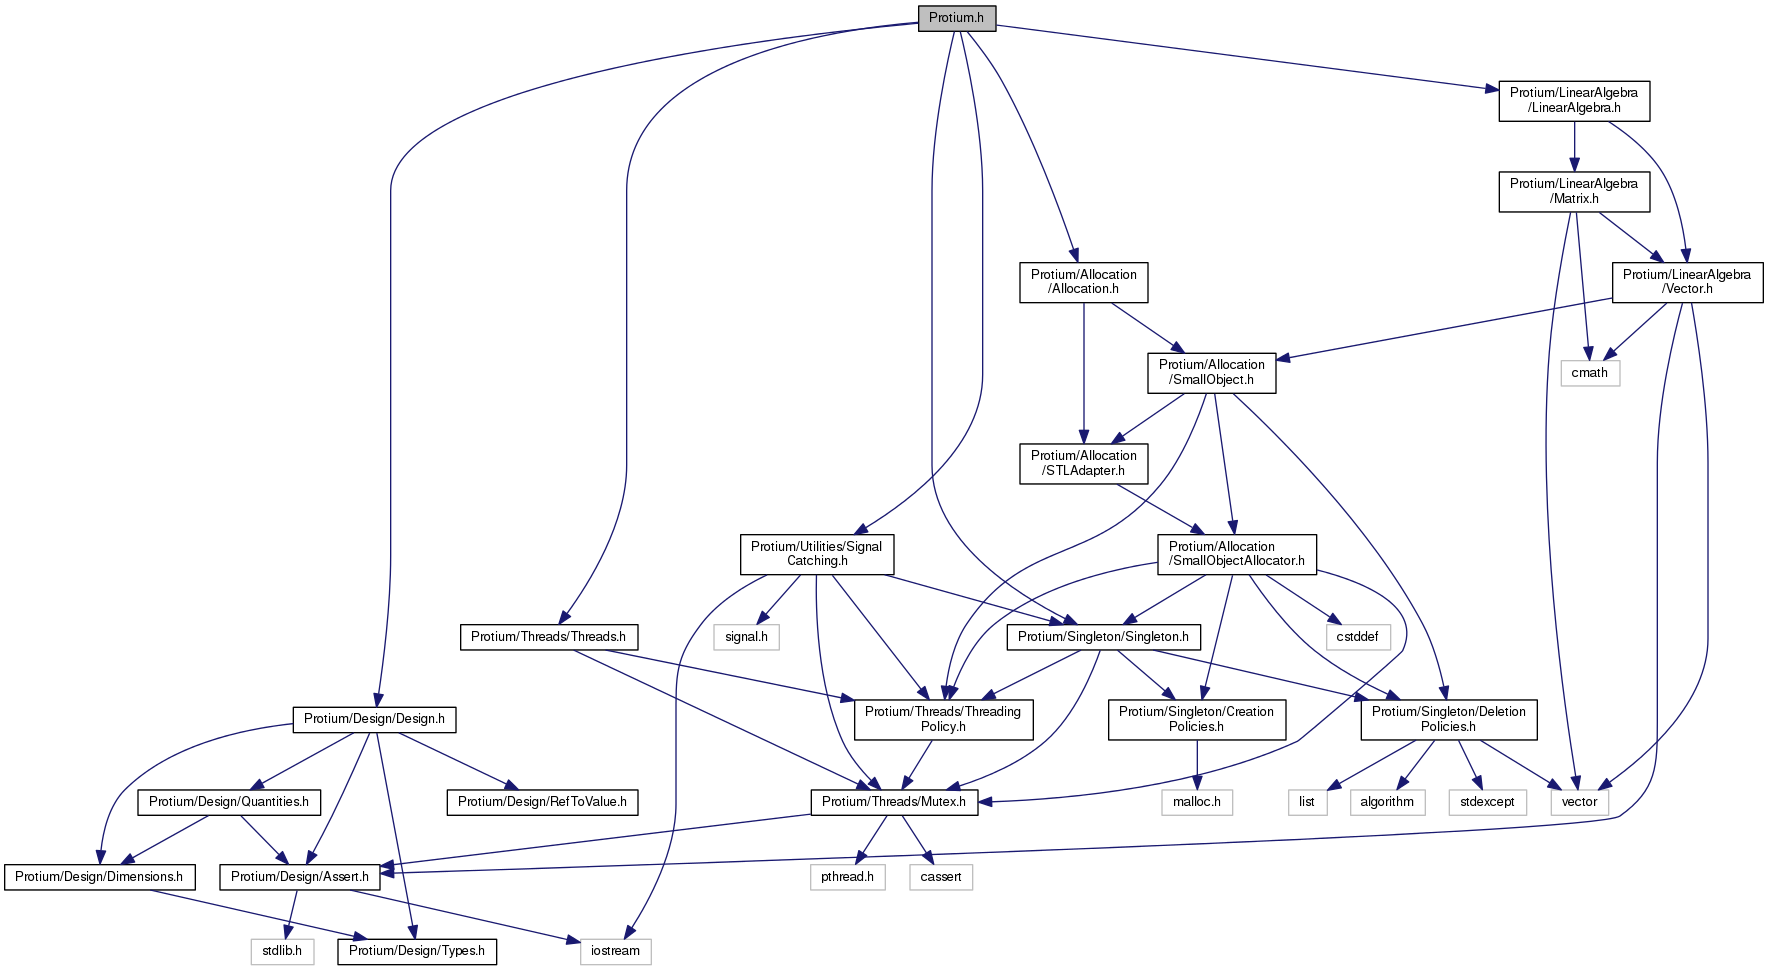 Protium.h
Protium/LinearAlgebra
/LinearAlgebra.h
Protium/LinearAlgebra
/Matrix.h
Protium/Allocation
/Allocation.h
Protium/LinearAlgebra
/Vector.h
Protium/Allocation
/SmallObject.h
cmath
Protium/Allocation
/STLAdapter.h
Protium/Utilities/Signal
Catching.h
Protium/Allocation
/SmallObjectAllocator.h
Protium/Threads/Threads.h
signal.h
Protium/Singleton/Singleton.h
cstddef
Protium/Design/Design.h
Protium/Threads/Threading
Policy.h
Protium/Singleton/Creation
Policies.h
Protium/Singleton/Deletion
Policies.h
Protium/Design/Quantities.h
Protium/Design/RefToValue.h
Protium/Threads/Mutex.h
malloc.h
list
algorithm
stdexcept
vector
Protium/Design/Dimensions.h
Protium/Design/Assert.h
pthread.h
cassert
stdlib.h
Protium/Design/Types.h
iostream